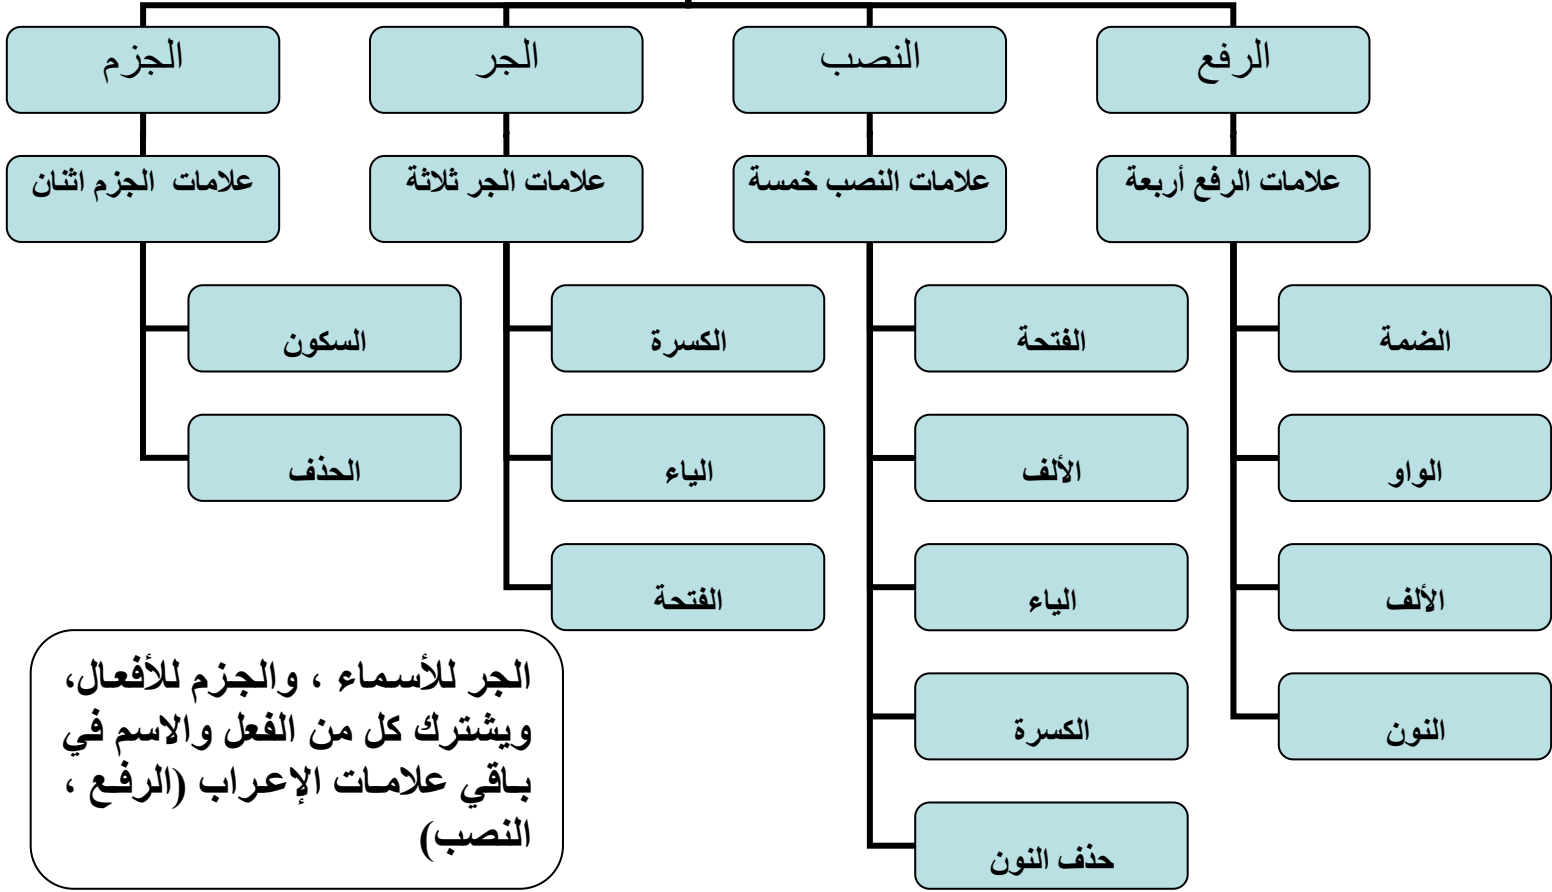 الرفع
النصب
الجر
الجزم
علامات الرفع أربعة
علامات النصب خمسة
علامات الجر ثلاثة
علامات الجزم اثنان
الضمة
الواو
الألف
النون
الفتحة
الألف
الياء
الكسرة
حذف النون
الكسرة
الياء
الفتحة
السكون
الحذف
الجر للأسماء ، والجزم للأفعال،
ويشترك كل من الفعل والاسم في
باقي علامات الإعراب (الرفع ،
النصب)